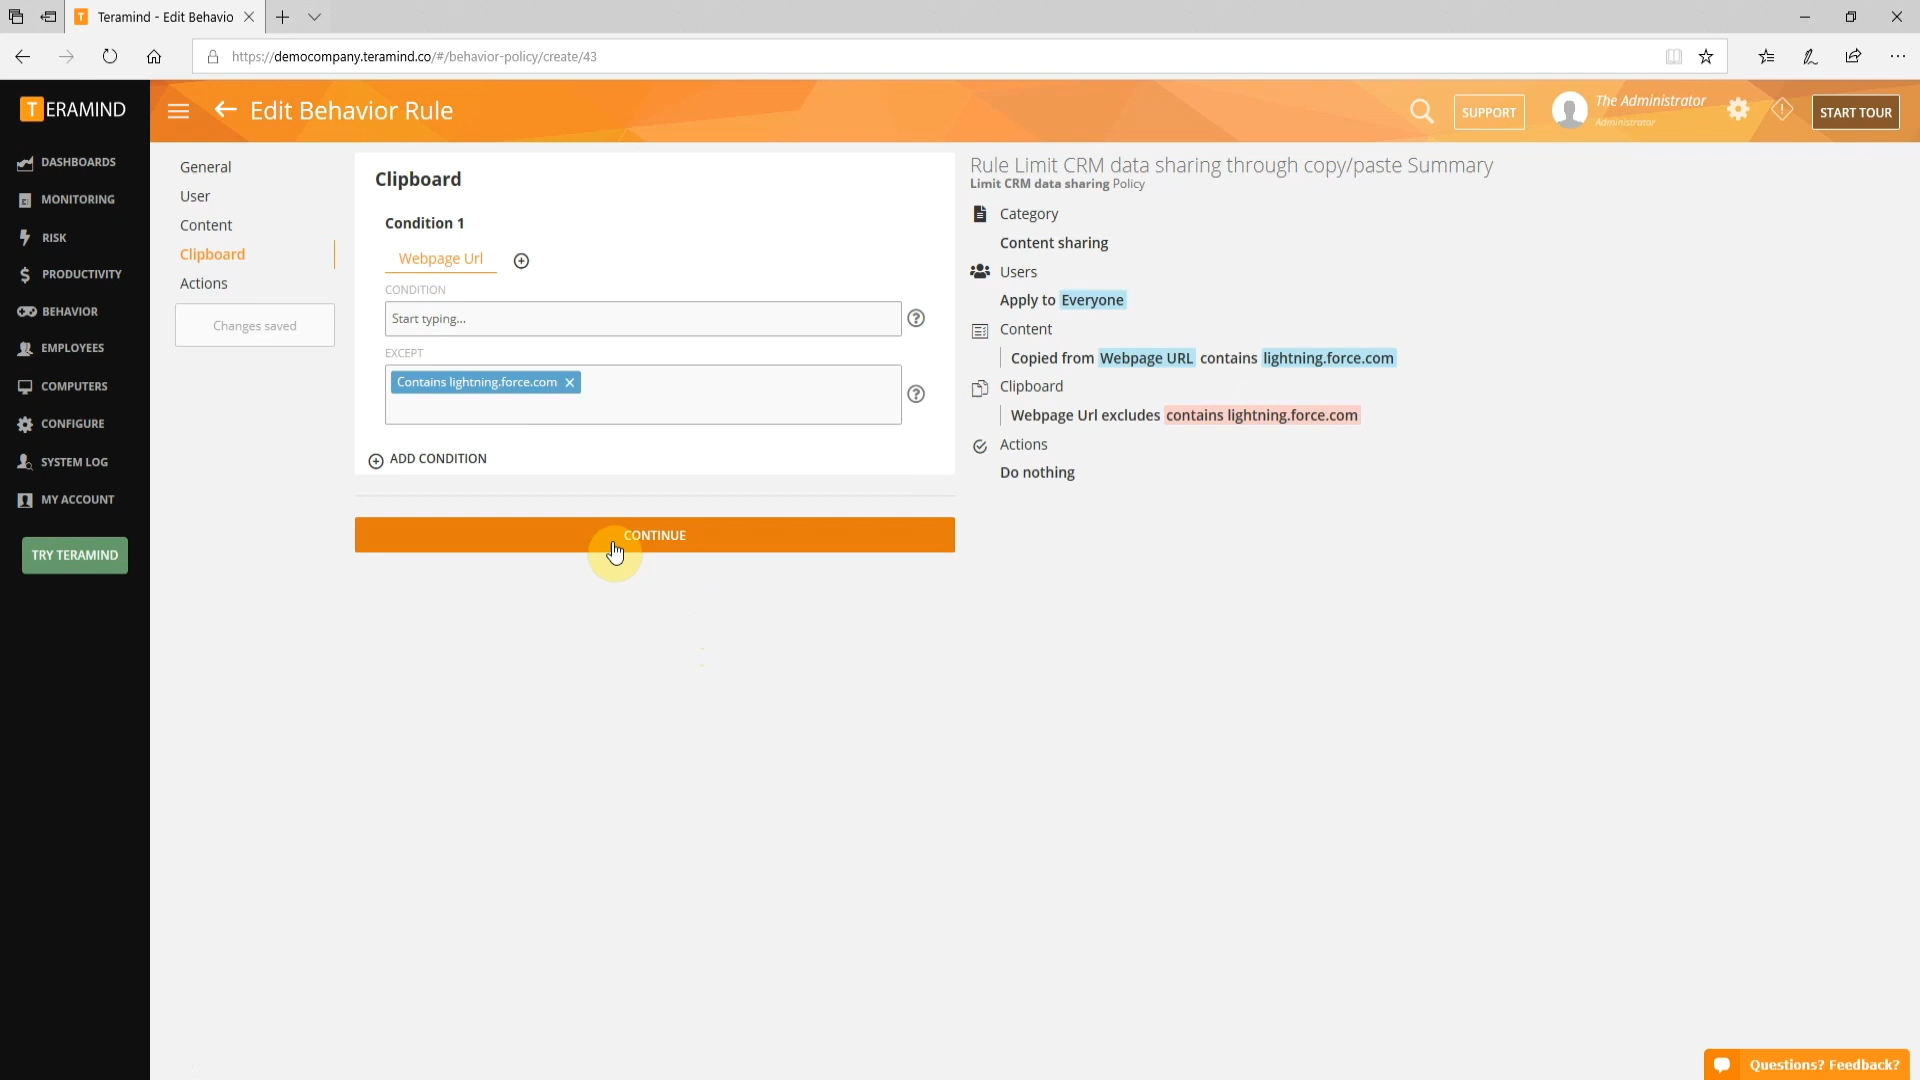 Teramind - Edit Behavio
https://democompany.teramind.co/#/behavior-policy/create/43
TERAMIND
Edit Behavior Rule
SUPPORT
The Administrator
Administrator
START TOUR
DASHBOARDS
MONITORING
RISK
PRODUCTIVITY
BEHAVIOR
EMPLOYEES
COMPUTERS
CONFIGURE
SYSTEM LOG
MY ACCOUNT
TRY TERAMIND
General
User
Content
Clipboard
Actions
Changes saved
Clipboard
Condition 1
Webpage Url
CONDITION
Start typing...
EXCEPT
Contains lightning.force.com
ADD CONDITION
CONTINUE
Rule Limit CRM data sharing through copy/paste Summary
Limit CRM data sharing Policy
Category
Content sharing
Users
Apply to Everyone
Content
Copied from Webpage URL contains lightning.force.com
Clipboard
Webpage Url excludes contains lightning.force.com
Actions
Do nothing
Questions? Feedback?